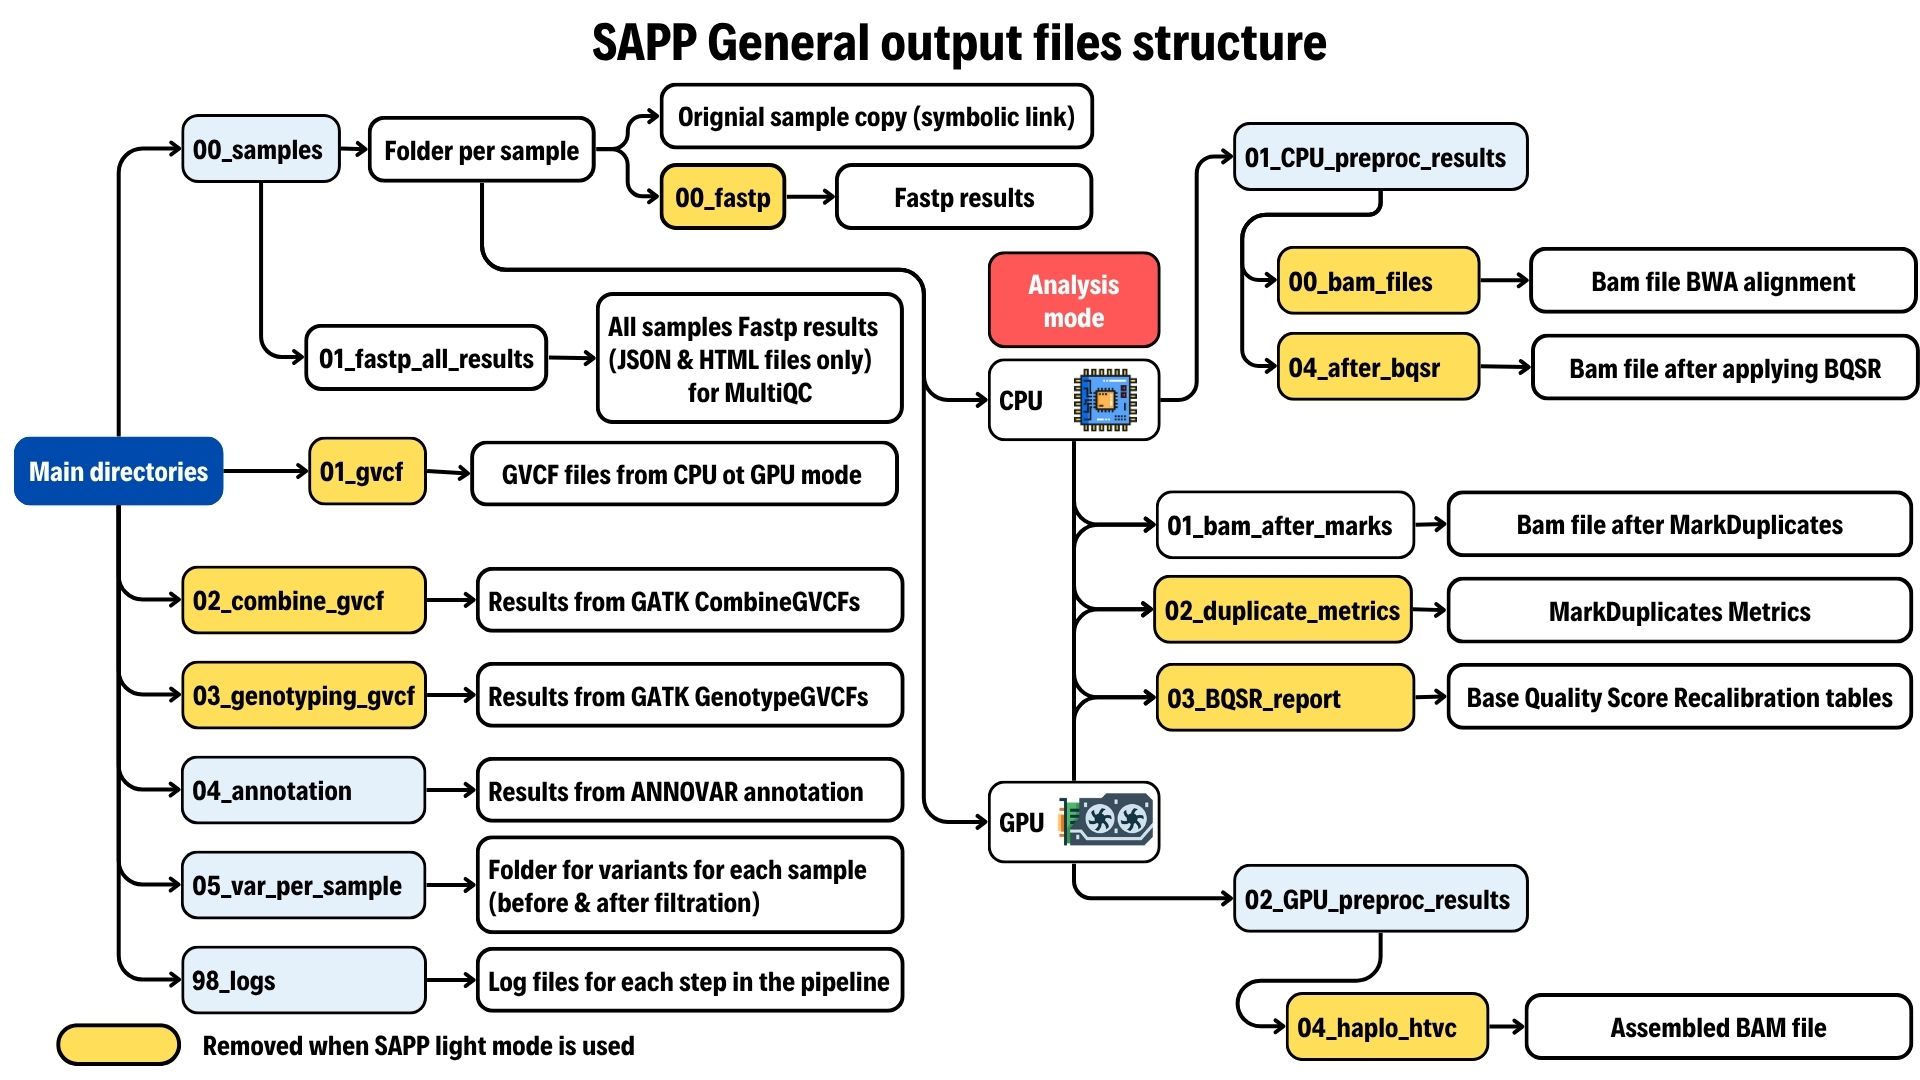 SAPP General output files structure
00_samples
Folder per sample
Orignial sample copy (symbolic link)
00_fastp
Fastp results
01_fastp_all_results
All samples Fastp results
(JSON & HTML files only)
for MultiQC
Main directories
01_gvcf
GVCF files from CPU ot GPU mode
02_combine_gvcf
Results from GATK CombineGVCFs
03_genotyping_gvcf
Results from GATK GenotypeGVCFs
04_annotation
Results from ANNOVAR annotation
05_var_per_sample
Folder for variants for each sample
(before & after filtration)
98_logs
Log files for each step in the pipeline
Removed when SAPP light mode is used
Analysis
mode
CPU
01_CPU_preproc_results
00_bam_files
Bam file BWA alignment
04_after_bqsr
Bam file after applying BQSR
01_bam_after_marks
Bam file after MarkDuplicates
02_duplicate_metrics
MarkDuplicates Metrics
03_BQSR_report
Base Quality Score Recalibration tables
GPU
02_GPU_preproc_results
04_haplo_htvc
Assembled BAM file